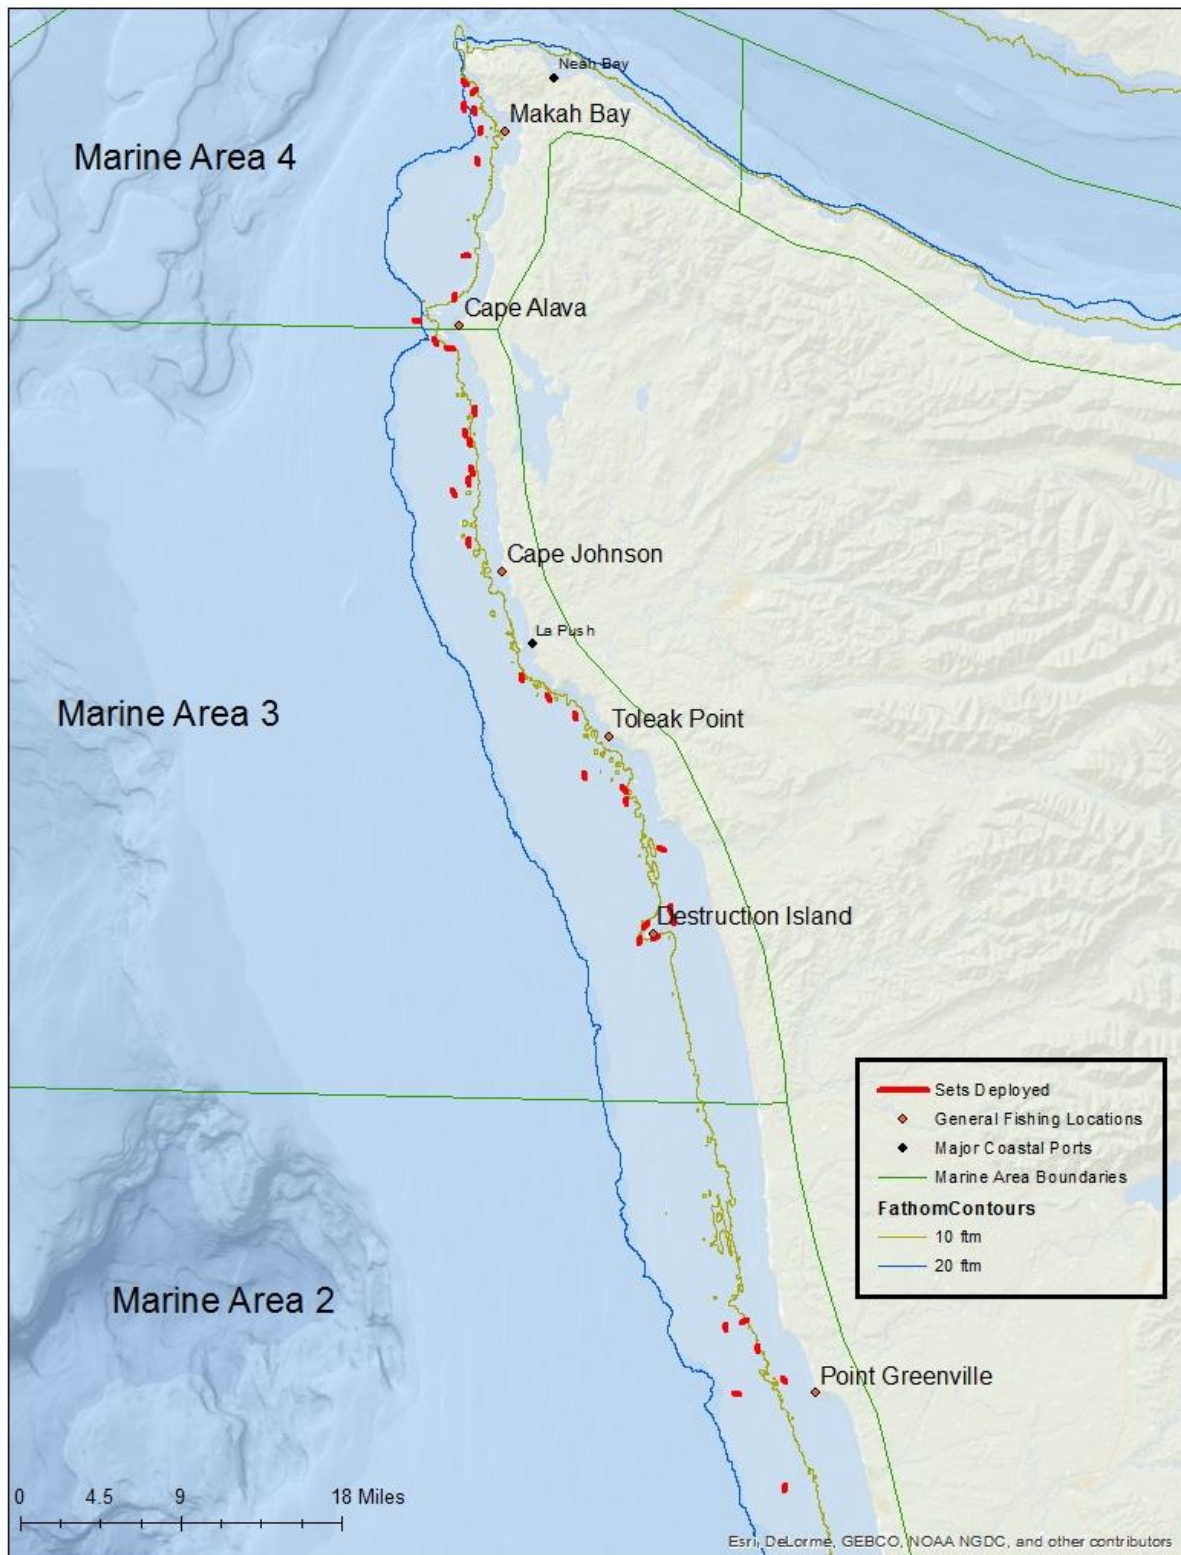 Neah Bay
Makah Bay
Marine Area 4
Cape Alava
Cape Johnson
La Push
Marine Area 3
Toleak Point
Destruction Island
Sets Deployed
General Fishing Locations
Major Coastal Ports
Marine Area Boundaries
FathomContours
10 ftm
20 ftm
Marine Area 2
Point Greenville
0 4.5 9 18 Miles
Esri, DeLorme, GEBCO, NOAA NGDC, and other contributors